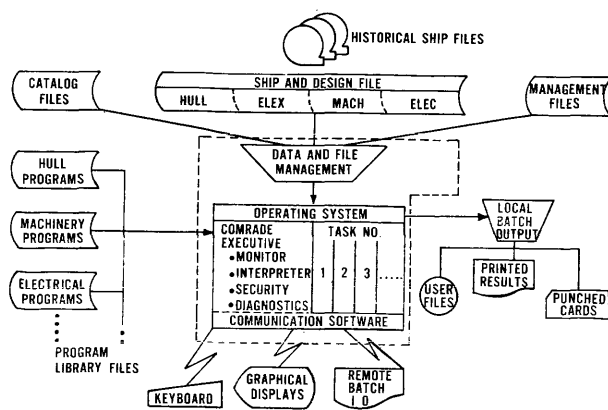 HISTORICAL SHIP FILES
CATALOG
FILES
SHIP AND DESIGN FILE
HULL ELEX MACH ELEC
MANAGEMENT
FILES
DATA AND FILE
MANAGEMENT
HULL
PROGRAMS
MACHINERY
PROGRAMS
ELECTRICAL
PROGRAMS
PROGRAM
LIBRARY FILES
OPERATING SYSTEM
COMRADE
EXECUTIVE
•MONITOR
•INTERPRETER
•SECURITY
•DIAGNOSTICS
TASK NO.
1 2 3 .....
COMMUNICATION SOFTWARE
LOCAL
BATCH
OUTPUT
USER
FILES
PRINTED
RESULTS
PUNCHED
CARDS
KEYBOARD
GRAPHICAL
DISPLAYS
REMOTE
BATCH
I O